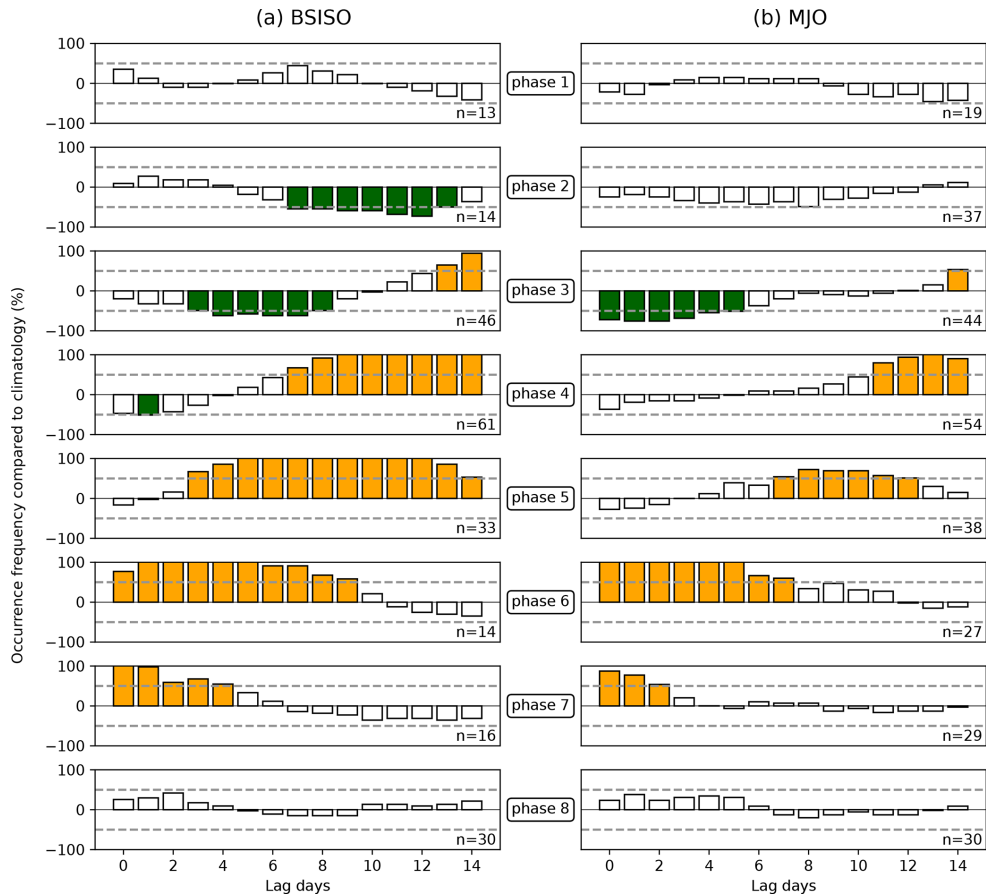 (a) BSISO
(b) MJO
Occurrence frequency compared to climatology (%)
100
0
−100
n=13
phase 1
n=19
100
0
−100
n=14
phase 2
n=37
100
0
−100
n=46
phase 3
n=44
100
0
−100
n=61
phase 4
n=54
100
0
−100
n=33
phase 5
n=38
100
0
−100
n=14
phase 6
n=27
100
0
−100
n=16
phase 7
n=29
100
0
−100
n=30
phase 8
n=30
0 2 4 6 8 10 12 14
0 2 4 6 8 10 12 14
Lag days
Lag days